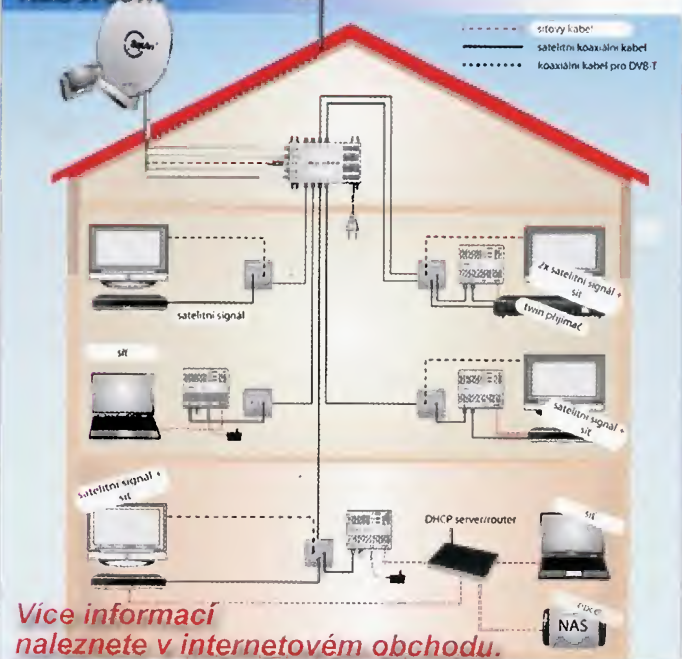 síťový kabel
satelitní koaxiální kabel
koaxiální kabel pro DVB-T
satelitní signál
2x satelitní signál +
síť
twin přijímač
síť
satelitní signál +
síť
satelitní signál +
síť
DHCP server/router
síť
NAS
Více informací
naleznete v internetovém obchodu.